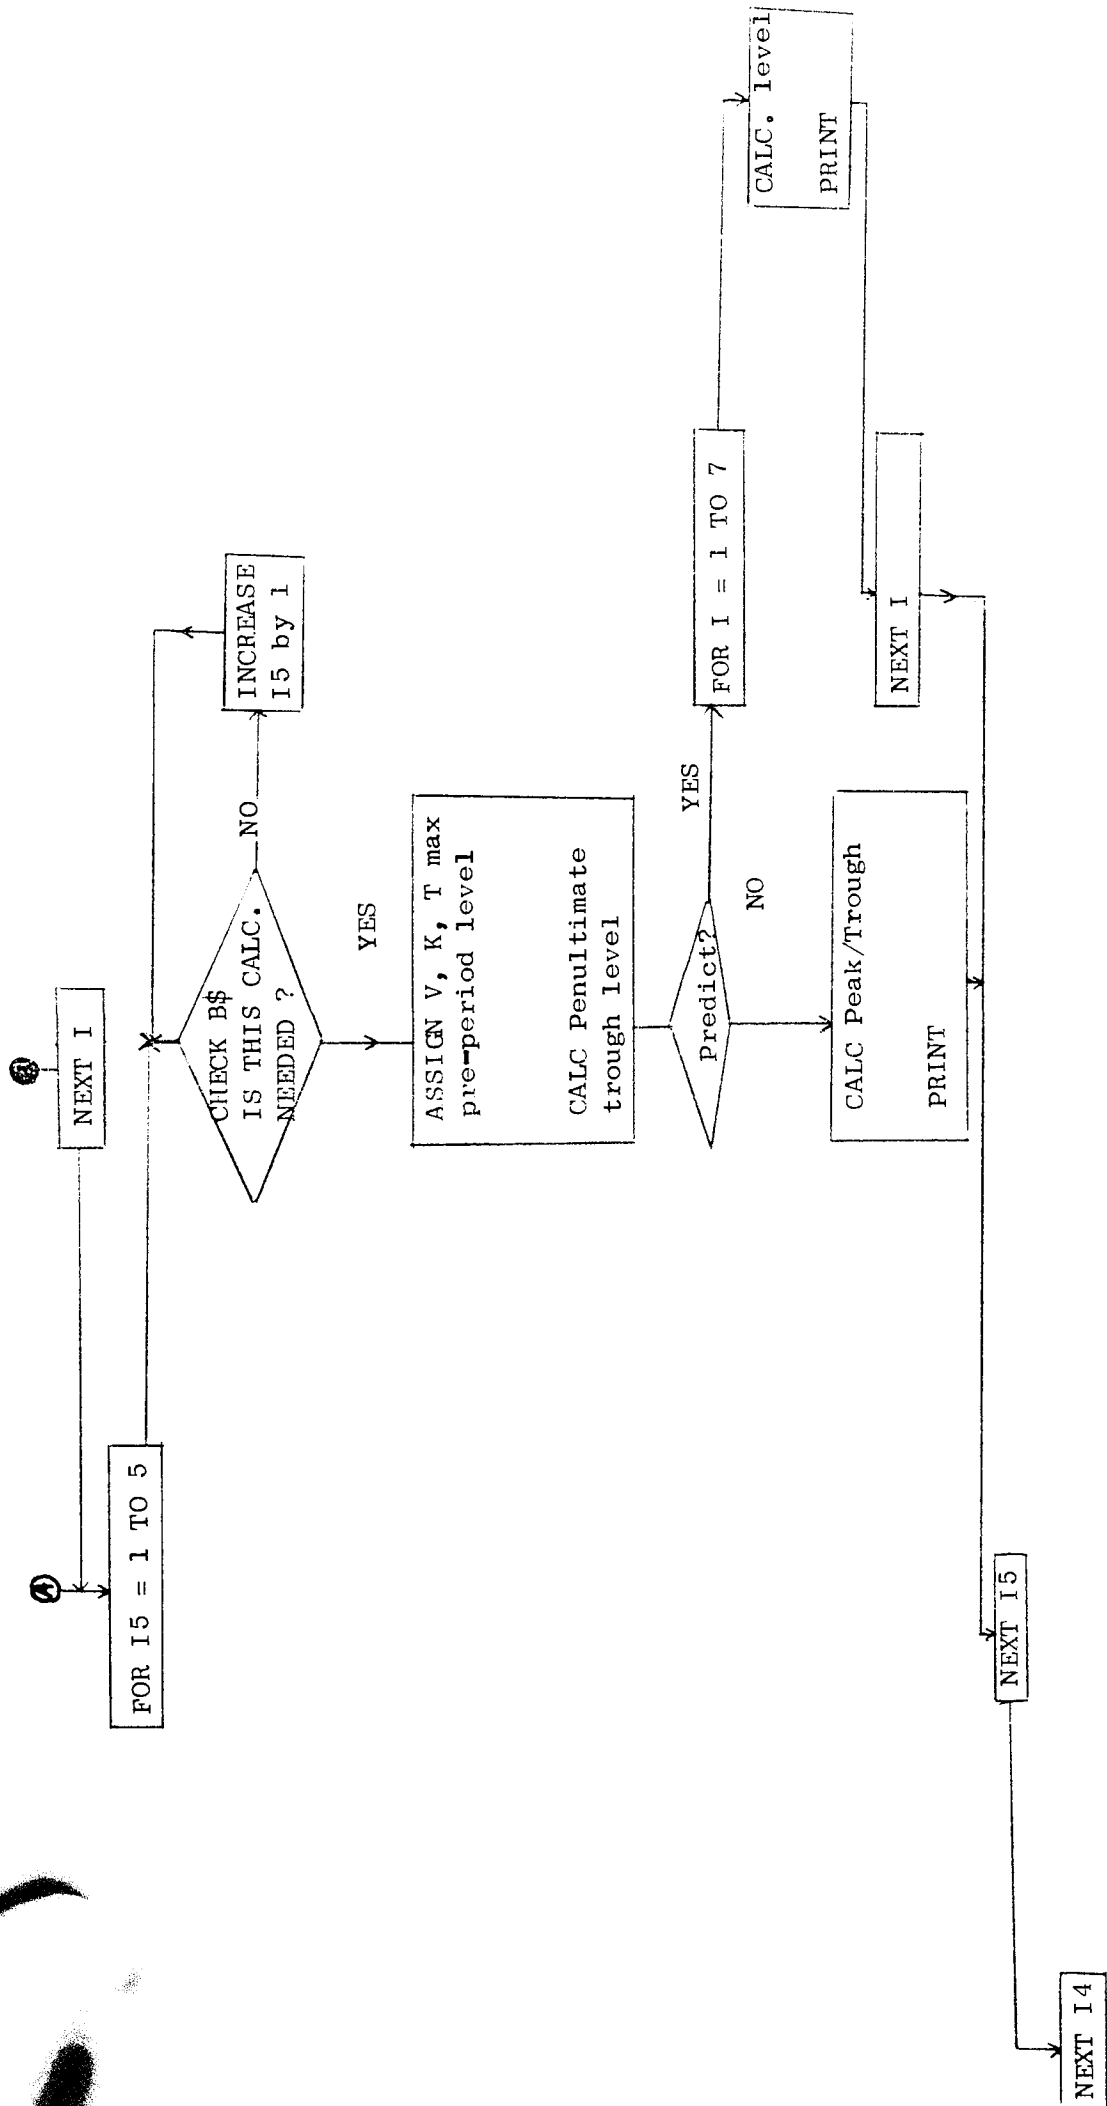 A
NEXT I
FOR I5 = 1 TO 5
CHECK B$
IS THIS CALC.
NEEDED ?
NO
INCREASE
I5 by 1
YES
ASSIGN V, K, T max
pre-period level
CALC Penultimate
trough level
Predict?
YES
FOR I = 1 TO 7
CALC. level
PRINT
NO
NEXT I
CALC Peak/Trough
PRINT
NEXT I5
NEXT I4